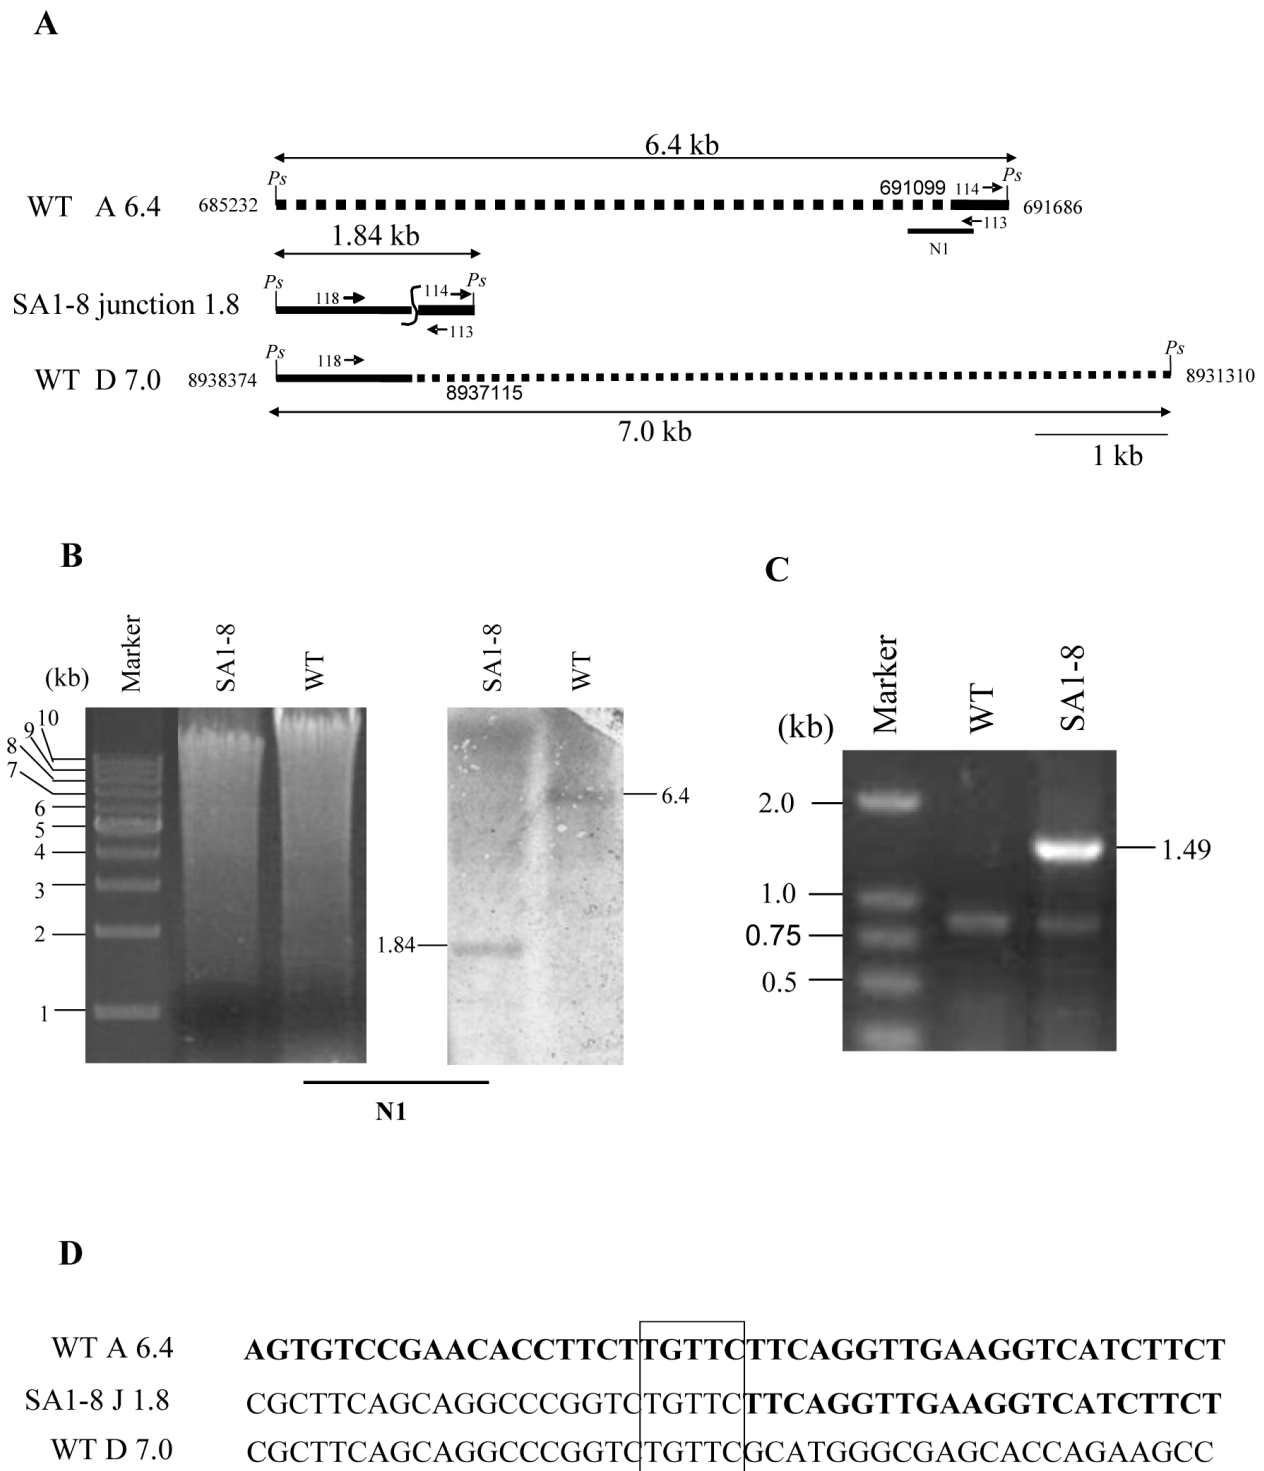 A
6.4 kb
Ps
Ps
WT A 6.4
685232
691099
114
691686
113
N1
1.84 kb
Ps
Ps
SA1-8 junction 1.8
118
114
113
Ps
Ps
WT D 7.0
8938374
118
8937115
8931310
7.0 kb
1 kb
B
(kb)
Marker
SA1-8
WT
SA1-8
WT
10
9
8
7
6
5
4
3
2
1
6.4
1.84
N1
C
(kb)
Marker
WT
SA1-8
2.0
1.49
1.0
0.75
0.5
D
WT A 6.4 AGTGTCCGAACACCTTCTTGTTCTTCAGGTTGAAGGTCATCTTCT
SA1-8 J 1.8 CGCTTCAGCAGGCCCGGTCTGTTCTTCAGGTTGAAGGTCATCTTCT
WT D 7.0 CGCTTCAGCAGGCCCGGTCTGTTCGCATGGGCGAGCACCAGAAGCC